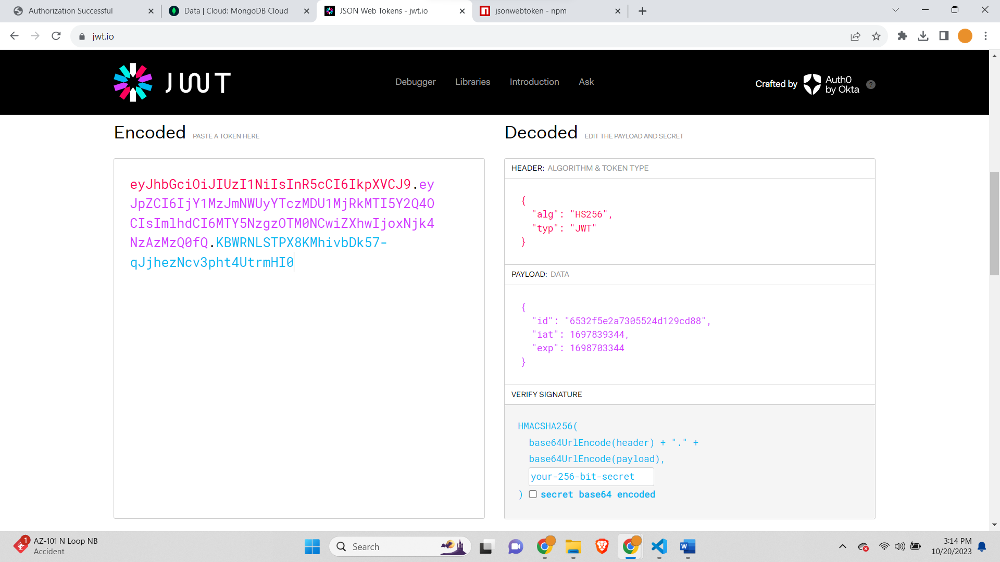 Authorization Successful
Data | Cloud: MongoDB Cloud
JSON Web Tokens - jwt.io
jsonwebtoken - npm
jwt.io
JWT
Debugger
Libraries
Introduction
Ask
Crafted by
Auth0
by Okta
?
Encoded PASTE A TOKEN HERE
eyJhbGciOiJIUzI1NiIsInR5cCI6IkpXVCJ9.ey
JpZCI6IjY1MzJmNWUyYTczMDU1MjRkMTI5Y2Q4O
CIsImlhdCI6MTY5NzgzOTM0NCwiZXhwIjoxNjk4
NzAzMzQ0fQ.KBWRNLSTPX8KMhivbDk57-
qJjhezNcv3pht4UtrmHI0
Decoded EDIT THE PAYLOAD AND SECRET
HEADER: ALGORITHM & TOKEN TYPE
{
"alg": "HS256",
"typ": "JWT"
}
PAYLOAD: DATA
{
"id": "6532f5e2a7305524d129cd88",
"iat": 1697839344,
"exp": 1698703344
}
VERIFY SIGNATURE
HMACSHA256(
base64UrlEncode(header) + "." +
base64UrlEncode(payload),
your-256-bit-secret
) secret base64 encoded
1
AZ-101 N Loop NB
Accident
Search
3:14 PM
10/20/2023